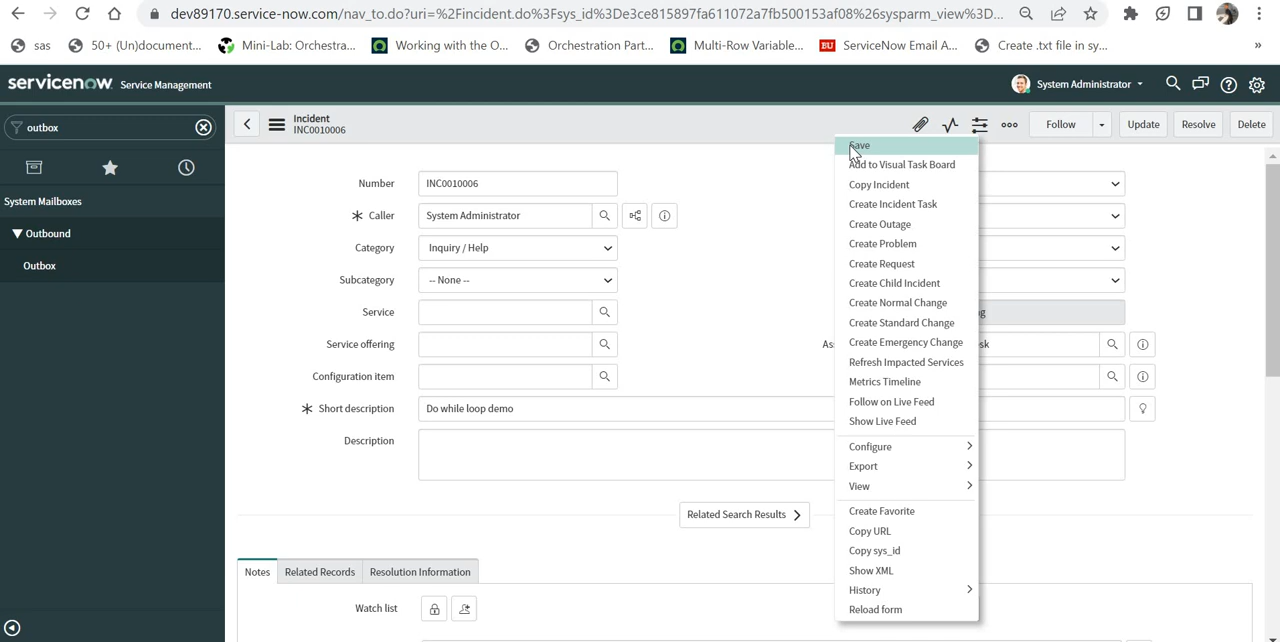 dev89170.service-now.com/nav_to.do?uri=%2Fincident.do%3Fsys_id%3De3ce815897fa611072a7fb500153af08%26sysparm_view%3D...
sas
50+ (Un)document...
Mini-Lab: Orchestra...
Working with the O...
Orchestration Part...
Multi-Row Variable...
BU
ServiceNow Email A...
Create .txt file in sy...
»
servicenow Service Management
System Administrator
outbox
Incident
INC0010006
Follow
Update
Resolve
Delete
System Mailboxes
Outbound
Outbox
Number
INC0010006
Caller
System Administrator
Category
Inquiry / Help
Subcategory
-- None --
Service
Service offering
Ass
sk
Configuration item
Short description
Do while loop demo
Description
Related Search Results
Notes
Related Records
Resolution Information
Watch list
Save
Add to Visual Task Board
Copy Incident
Create Incident Task
Create Outage
Create Problem
Create Request
Create Child Incident
Create Normal Change
Create Standard Change
Create Emergency Change
Refresh Impacted Services
Metrics Timeline
Follow on Live Feed
Show Live Feed
Configure
Export
View
Create Favorite
Copy URL
Copy sys_id
Show XML
History
Reload form